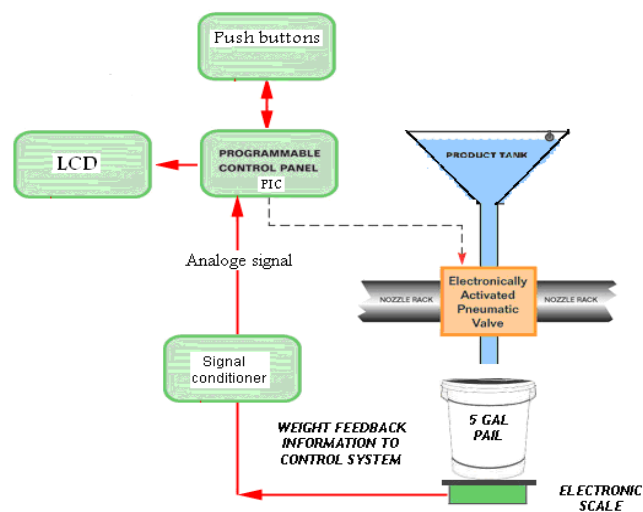 Push buttons
LCD
PROGRAMMABLE
CONTROL PANEL
PIC
PRODUCT TANK
Analoge signal
NOZZLE RACK
Electronically
Activated
Pneumatic
Valve
NOZZLE RACK
Signal
conditioner
WEIGHT FEEDBACK
INFORMATION TO
CONTROL SYSTEM
5 GAL
PAIL
ELECTRONIC
SCALE